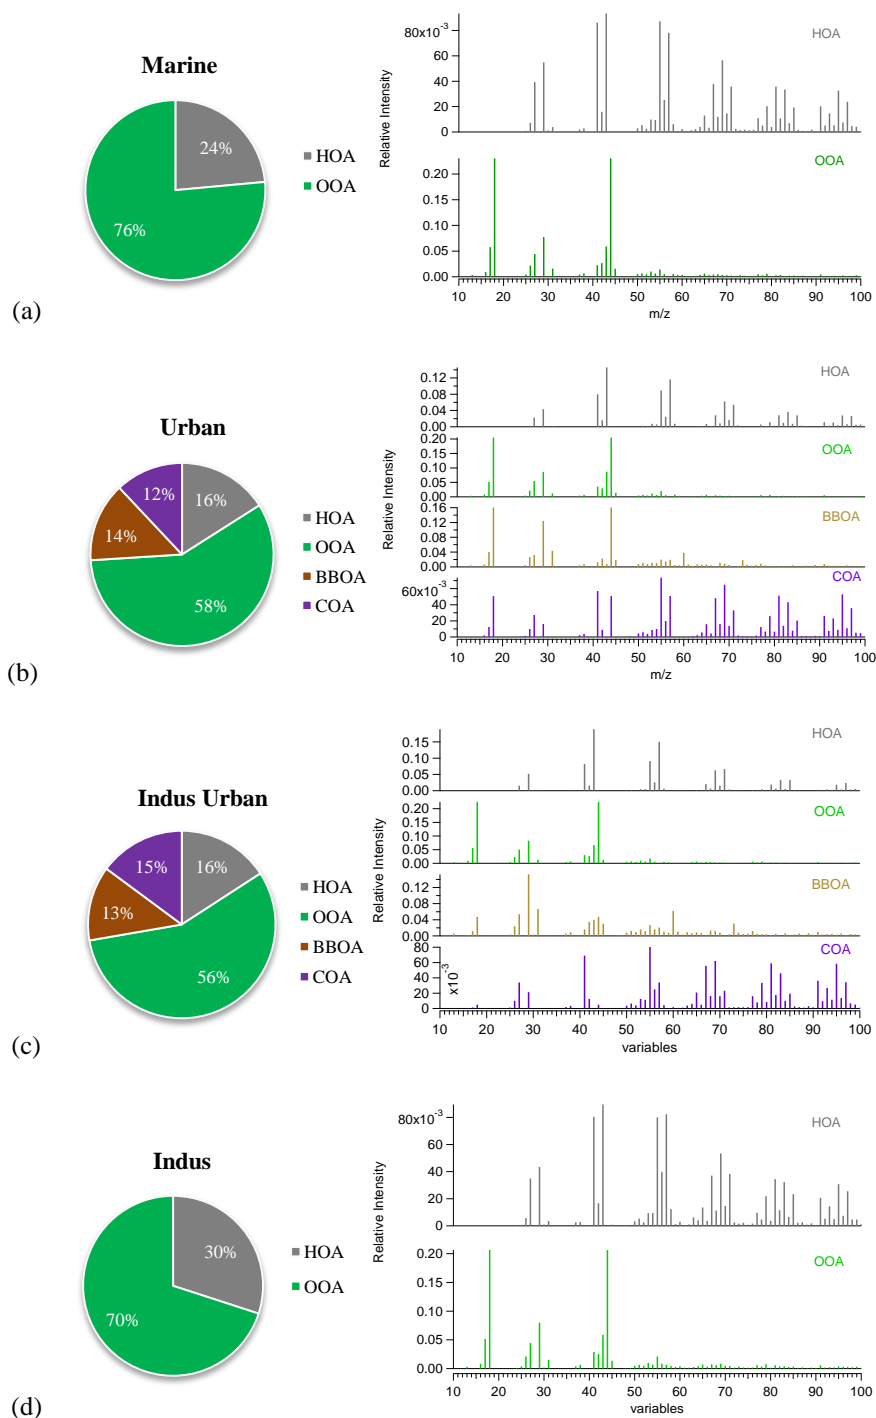 Marine
24%
76%
HOA
OOA
80x10⁻³
60
40
20
0
HOA
Relative Intensity
0.20
0.15
0.10
0.05
0.00
OOA
10 20 30 40 50 60 70 80 90 100
m/z
(a)
Urban
12%
16%
14%
58%
HOA
OOA
BBOA
COA
0.12
0.08
0.04
0.00
HOA
0.20
0.15
0.10
0.05
0.00
OOA
Relative Intensity
0.16
0.12
0.08
0.04
0.00
BBOA
60x10⁻³
40
20
0
COA
10 20 30 40 50 60 70 80 90 100
m/z
(b)
Indus Urban
15%
16%
13%
56%
HOA
OOA
BBOA
COA
0.15
0.10
0.05
0.00
HOA
0.20
0.15
0.10
0.05
0.00
OOA
Relative Intensity
0.12
0.08
0.04
0.00
BBOA
80
60
40
20
0
x10⁻³
COA
10 20 30 40 50 60 70 80 90 100
variables
(c)
Indus
30%
70%
HOA
OOA
80x10⁻³
60
40
20
0
HOA
Relative Intensity
0.20
0.15
0.10
0.05
0.00
OOA
10 20 30 40 50 60 70 80 90 100
variables
(d)